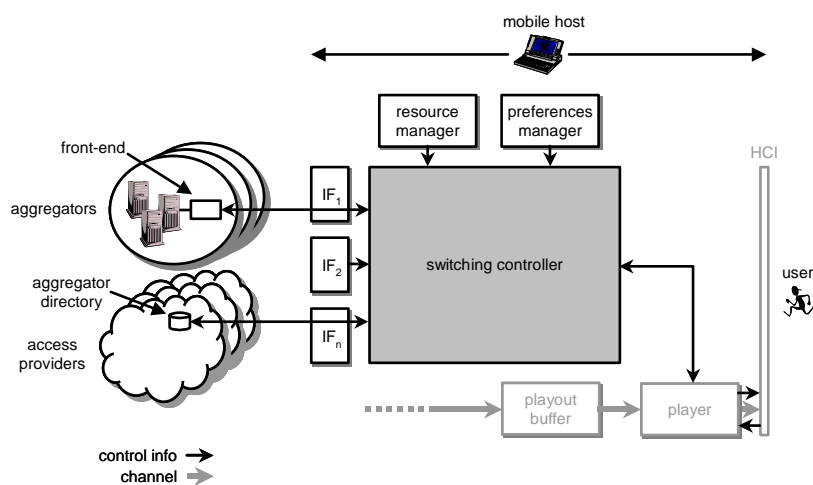 mobile host
resource
manager
preferences
manager
HCI
front-end
aggregators
IF1
IF2
IFn
switching controller
user
aggregator
directory
access
providers
playout
buffer
player
control info
channel